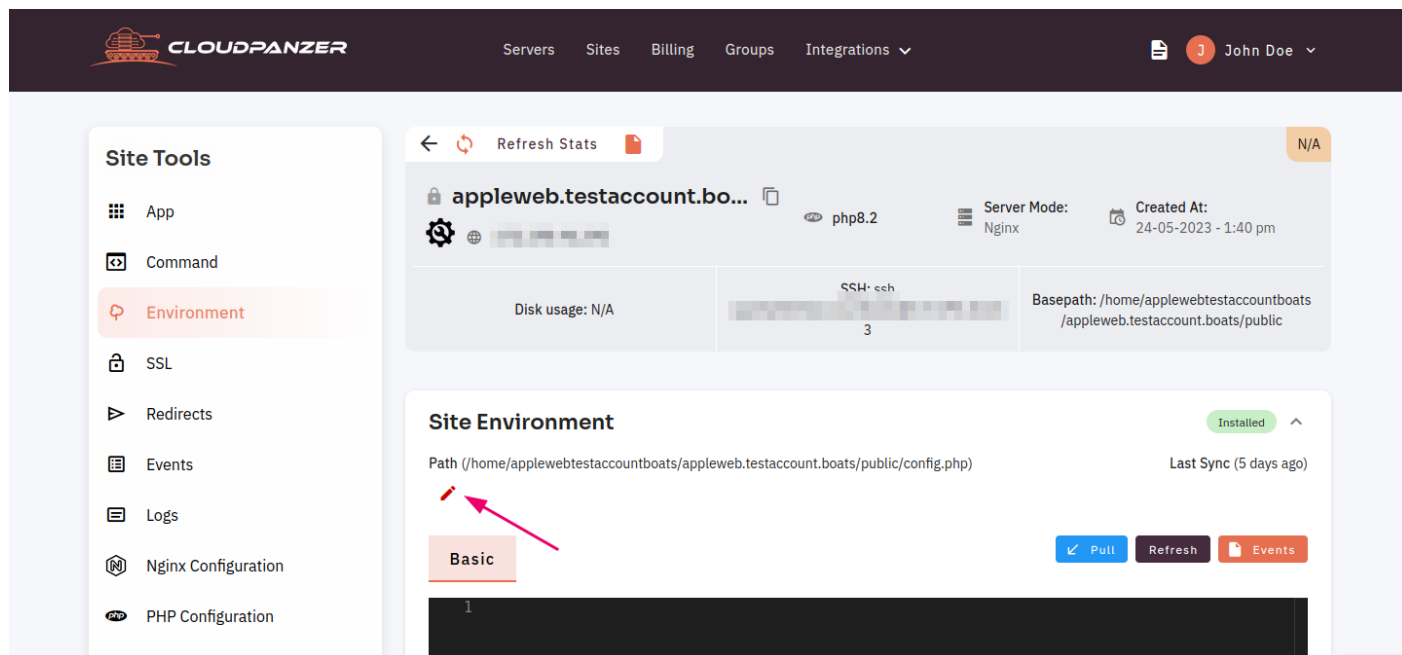 CLOUDPANZER
Servers Sites Billing Groups Integrations
J John Doe
Site Tools
App
Command
Environment
SSL
Redirects
Events
Logs
Nginx Configuration
php PHP Configuration
Refresh Stats
N/A
appleweb.testaccount.bo...
php php8.2
Server Mode:
Nginx
Created At:
24-05-2023 - 1:40 pm
Disk usage: N/A
SSH: ssh
3
Basepath: /home/applewebtestaccountboats
/appleweb.testaccount.boats/public
Site Environment
Installed
Path (/home/applewebtestaccountboats/appleweb.testaccount.boats/public/config.php)
Last Sync (5 days ago)
Basic
Pull Refresh Events
1